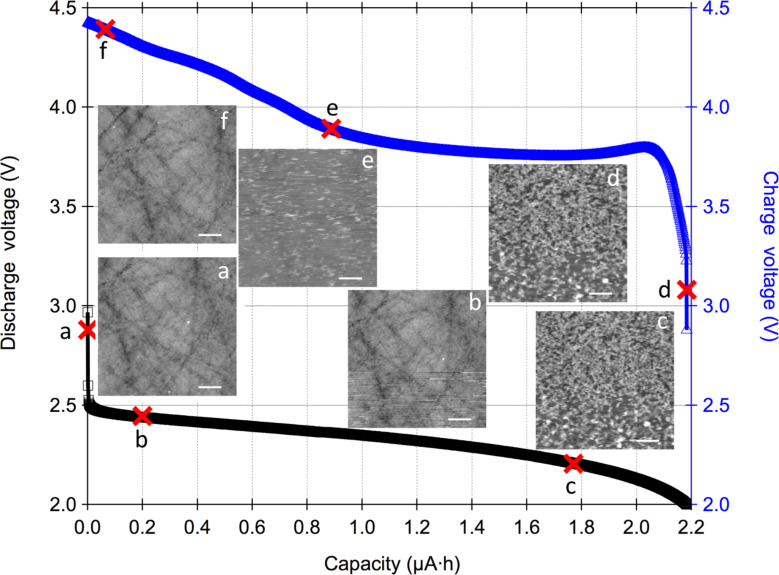 4.5
4.5
f
e
4.0
4.0
f
e
d
3.5
3.5
a
b
d
3.0
3.0
a
c
2.5
2.5
b
c
2.0
2.0
0.0 0.2 0.4 0.6 0.8 1.0 1.2 1.4 1.6 1.8 2.0 2.2
Capacity (µA·h)
Discharge voltage (V)
Charge voltage (V)